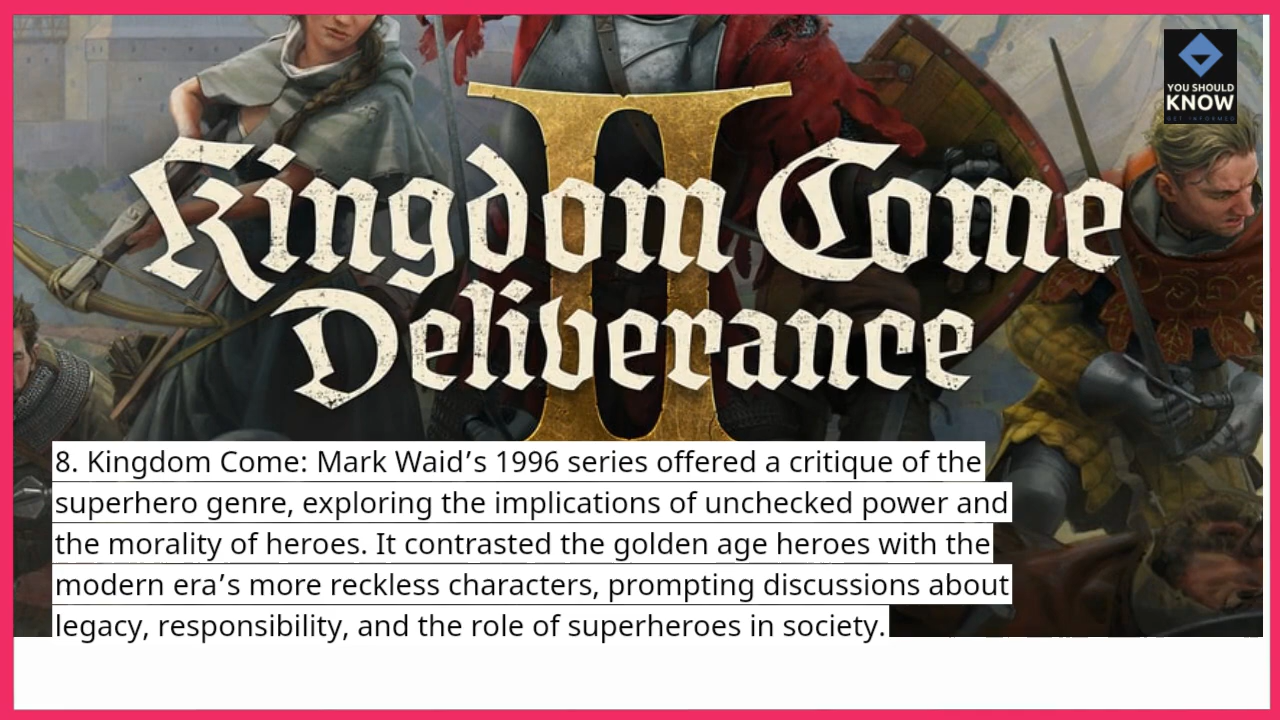 YOU SHOULD
KNOW
GET INFORMED
II
Kingdom Come
Deliverance
8. Kingdom Come: Mark Waid’s 1996 series offered a critique of the
superhero genre, exploring the implications of unchecked power and
the morality of heroes. It contrasted the golden age heroes with the
modern era’s more reckless characters, prompting discussions about
legacy, responsibility, and the role of superheroes in society.